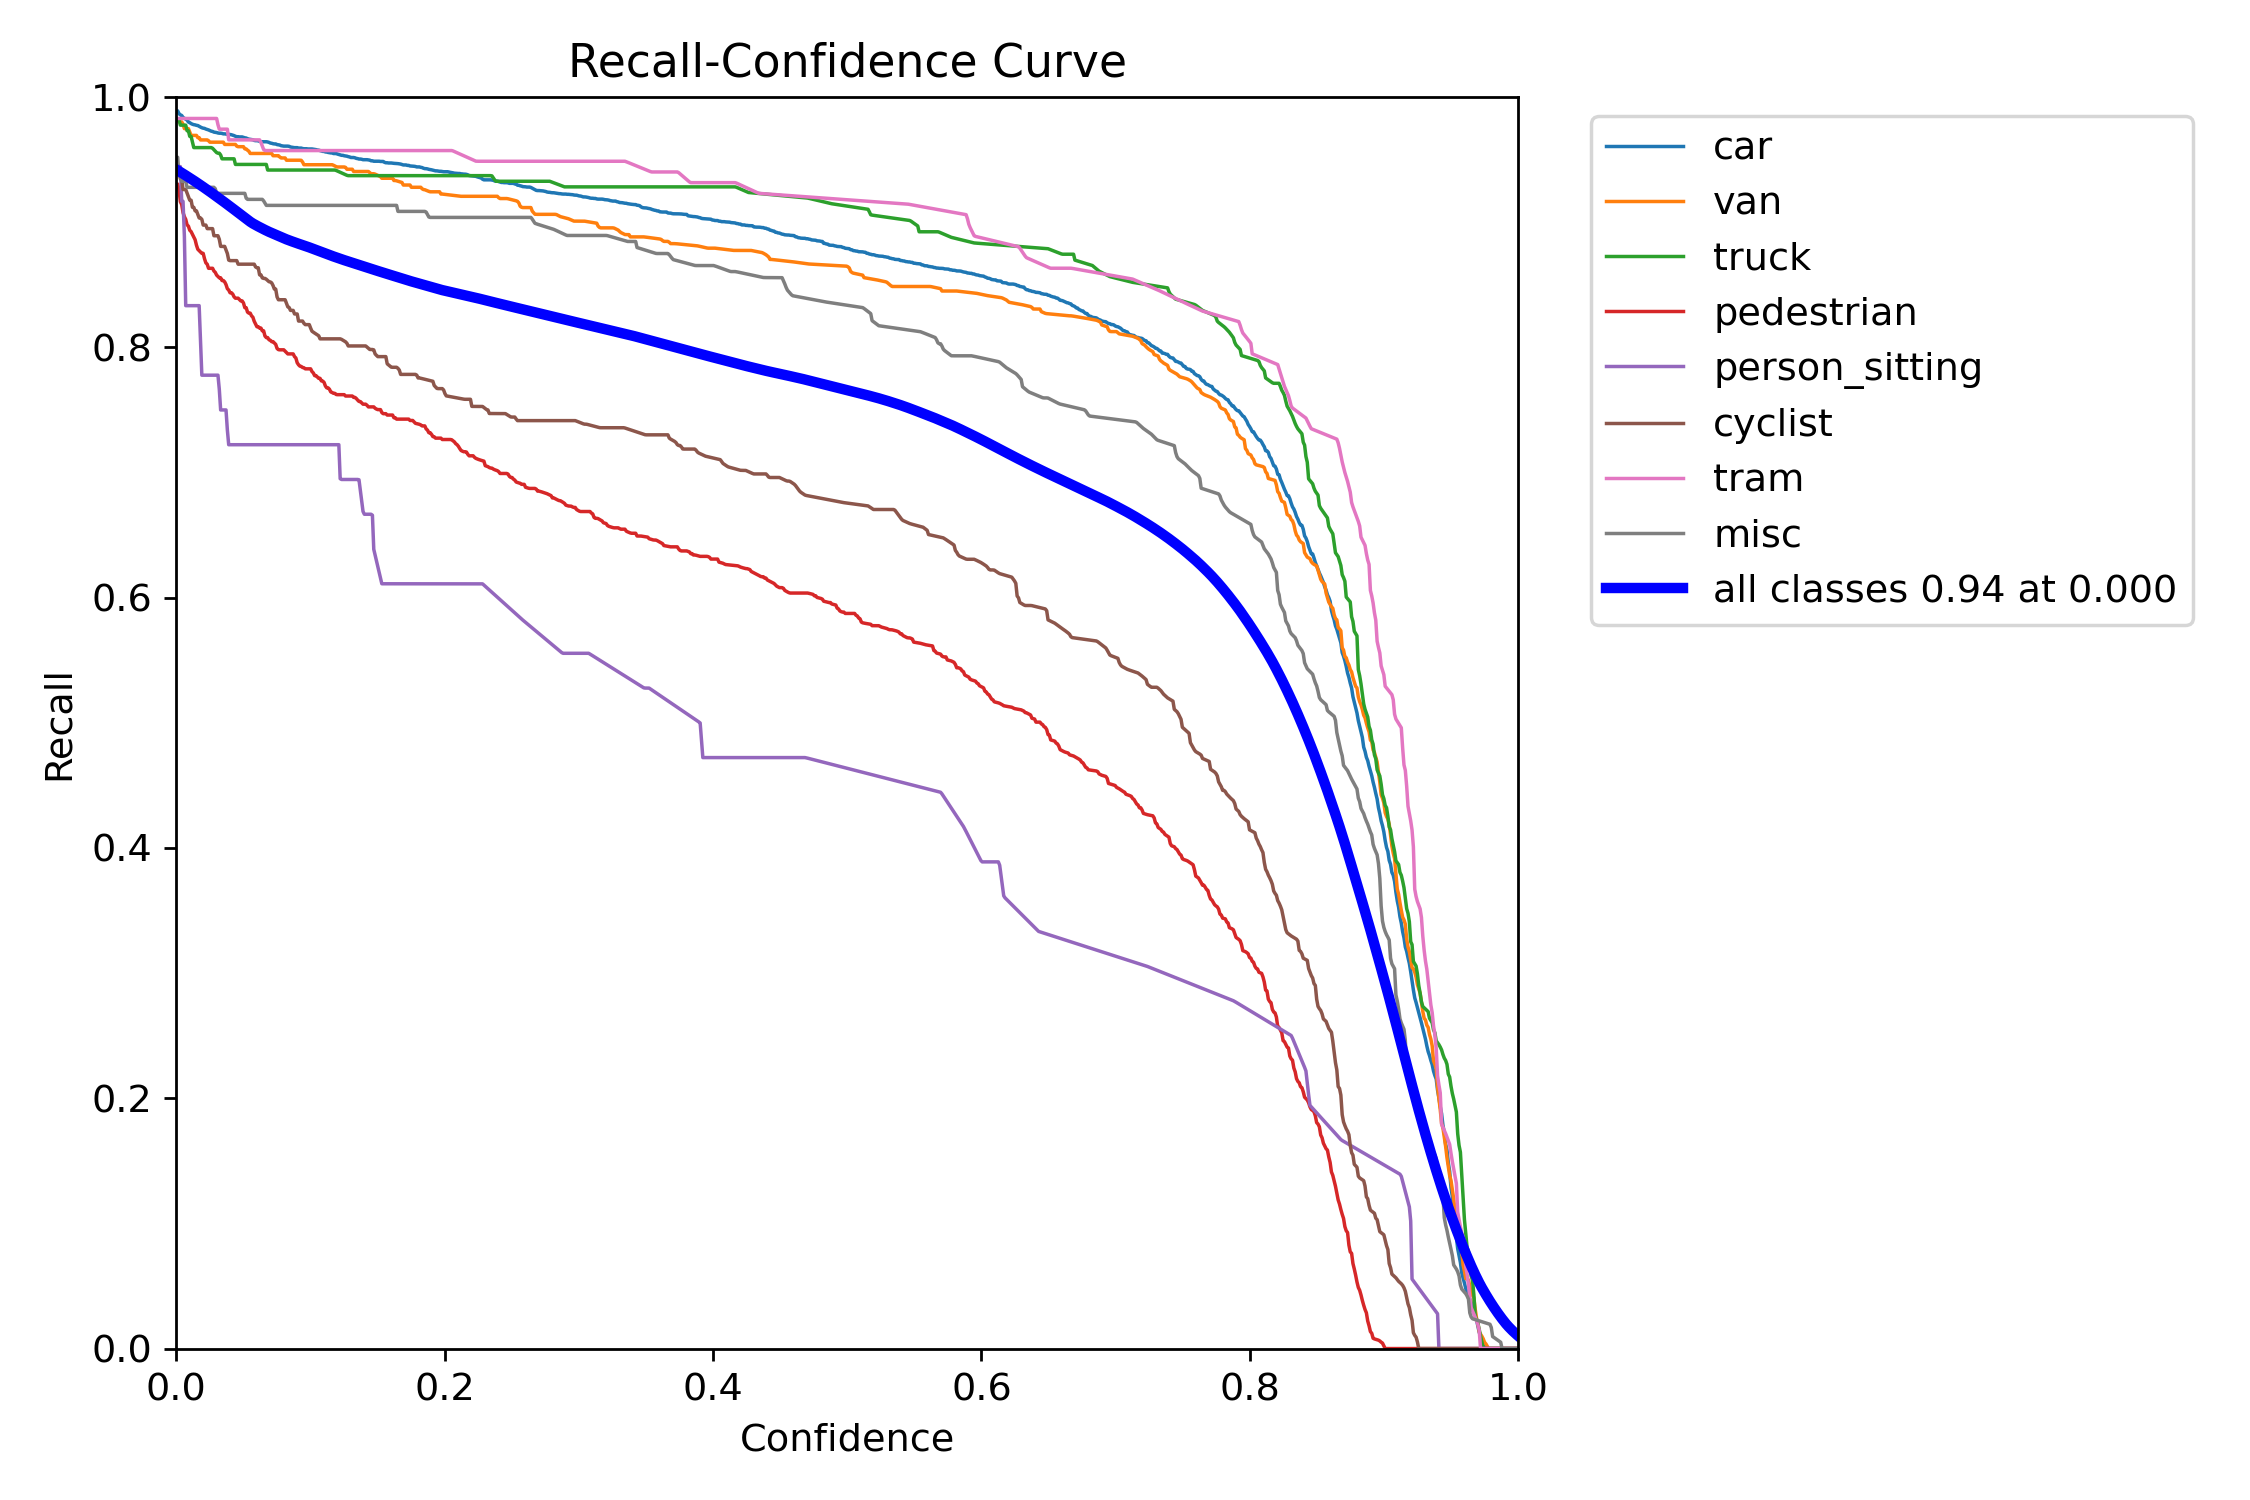 Recall-Confidence Curve
1.0
0.8
0.6
0.4
0.2
0.0
Recall
0.0 0.2 0.4 0.6 0.8 1.0
Confidence
car
van
truck
pedestrian
person_sitting
cyclist
tram
misc
all classes 0.94 at 0.000